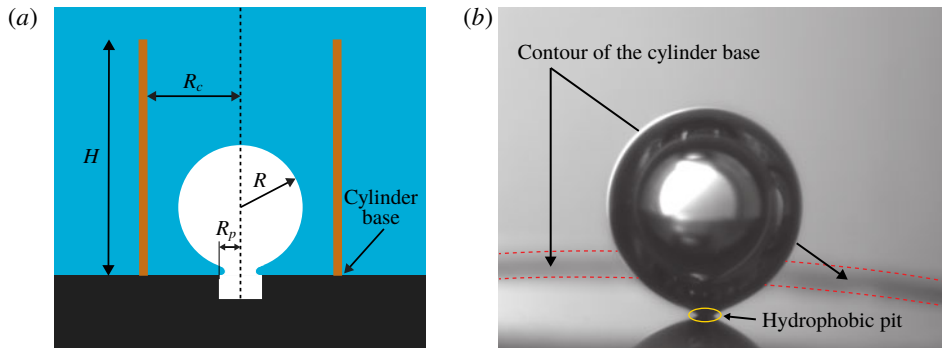 (a)
R_c
H
R
R_p
Cylinder
base
(b)
Contour of the cylinder base
Hydrophobic pit